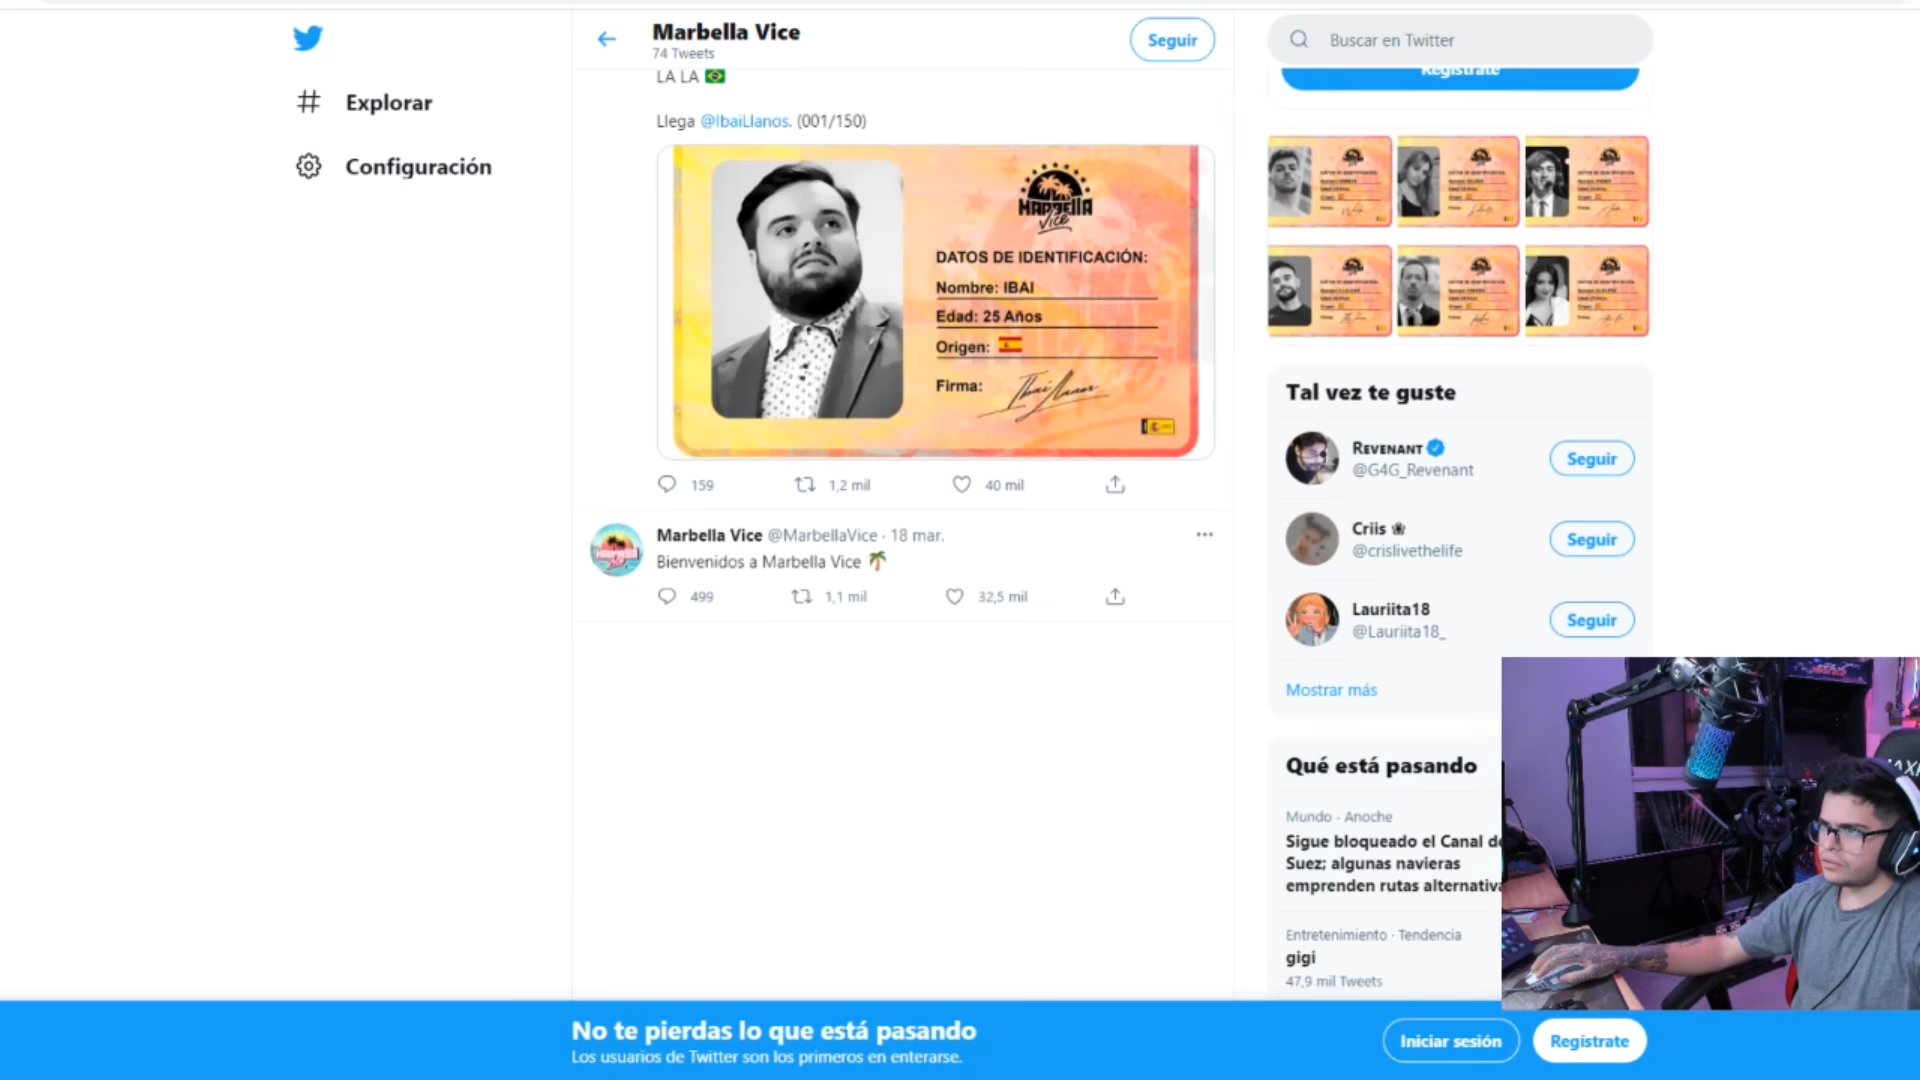 Explorar
Configuración
Marbella Vice
74 Tweets
Seguir
LA LA
Llega @IbaiLlanos. (001/150)
MARBELLA
Vice
DATOS DE IDENTIFICACIÓN:
Nombre: IBAI
Edad: 25 Años
Origen:
Firma: Ibai Llanos
159
1,2 mil
40 mil
Marbella Vice @MarbellaVice · 18 mar.
Bienvenidos a Marbella Vice
499
1,1 mil
32,5 mil
Buscar en Twitter
Regístrate
Tal vez te guste
REVENANT
@G4G_Revenant
Seguir
Criis
@crislivethelife
Seguir
Lauriita18
@Lauriita18_
Seguir
Mostrar más
Qué está pasando
Mundo · Anoche
Sigue bloqueado el Canal de
Suez; algunas navieras
emprenden rutas alternativa
Entretenimiento · Tendencia
gigi
47,9 mil Tweets
No te pierdas lo que está pasando
Los usuarios de Twitter son los primeros en enterarse.
Iniciar sesión
Regístrate